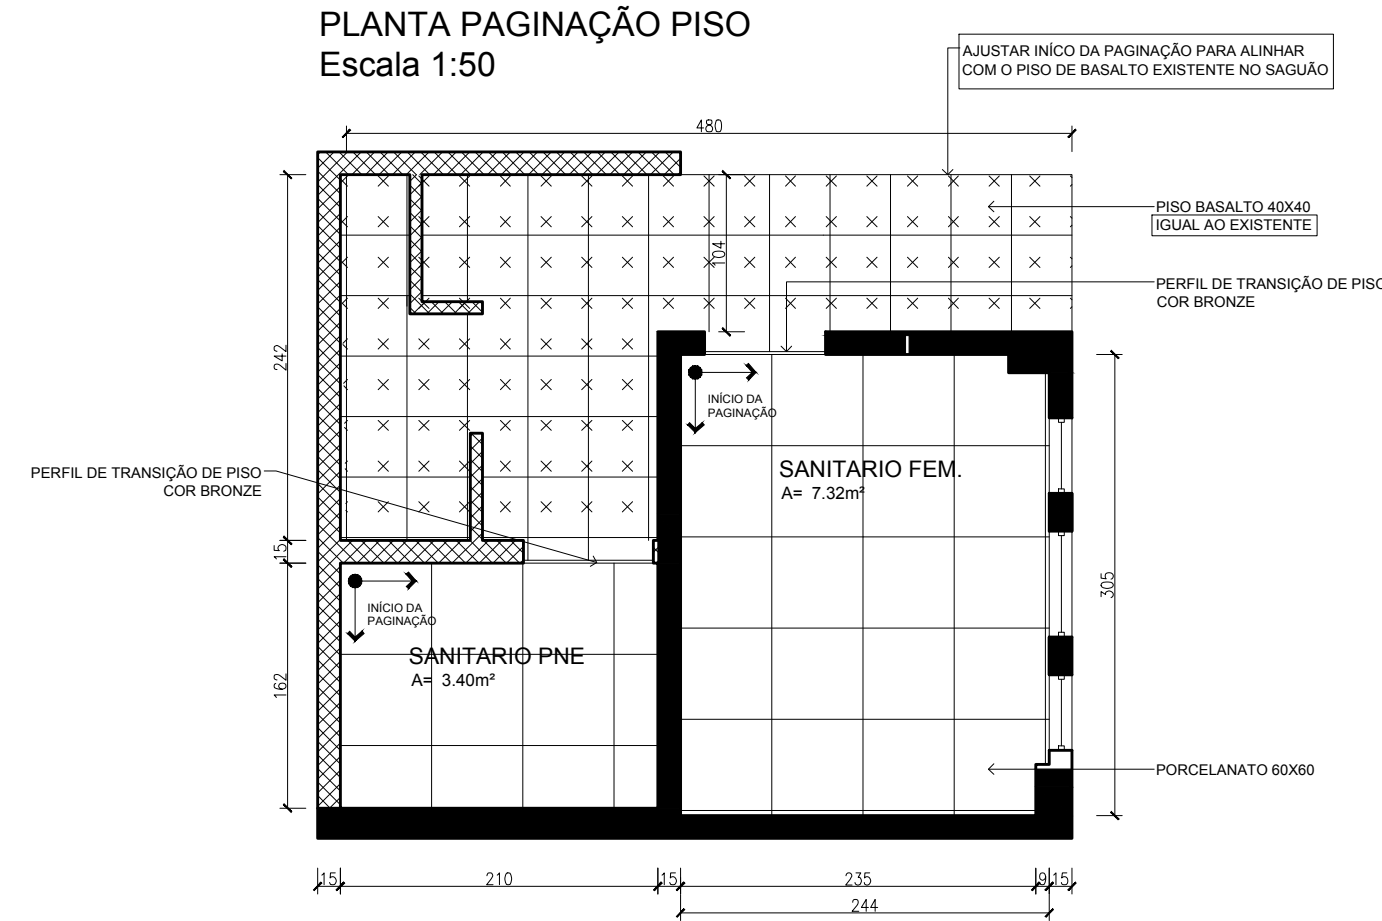 PLANTA PAGINAÇÃO PISO
Escala 1:50
AJUSTAR INÍCO DA PAGINAÇÃO PARA ALINHAR
COM O PISO DE BASALTO EXISTENTE NO SAGUÃO
480
PISO BASALTO 40X40
IGUAL AO EXISTENTE
104
PERFIL DE TRANSIÇÃO DE PISO
COR BRONZE
242
INÍCIO DA
PAGINAÇÃO
SANITARIO FEM.
A= 7.32m²
PERFIL DE TRANSIÇÃO DE PISO
COR BRONZE
15
305
INÍCIO DA
PAGINAÇÃO
SANITARIO PNE
A= 3.40m²
162
PORCELANATO 60X60
15
210
15
235
9
15
244